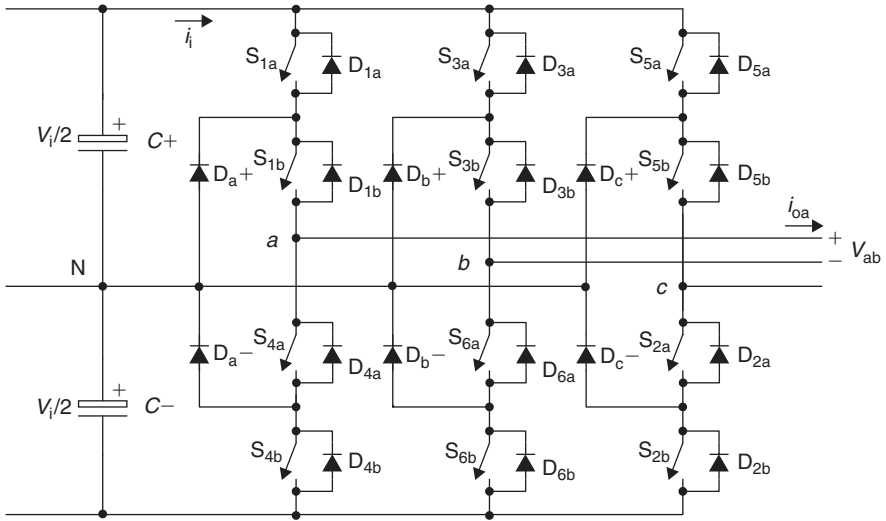 i_i
S_1a D_1a S_3a D_3a S_5a D_5a
V_i/2 + C+
D_a+ S_1b D_1b D_b+ S_3b D_3b D_c+ S_5b D_5b
i_oa
a +
N b − V_ab
c
D_a− S_4a D_4a D_b− S_6a D_6a D_c− S_2a D_2a
V_i/2 + C−
S_4b D_4b S_6b D_6b S_2b D_2b